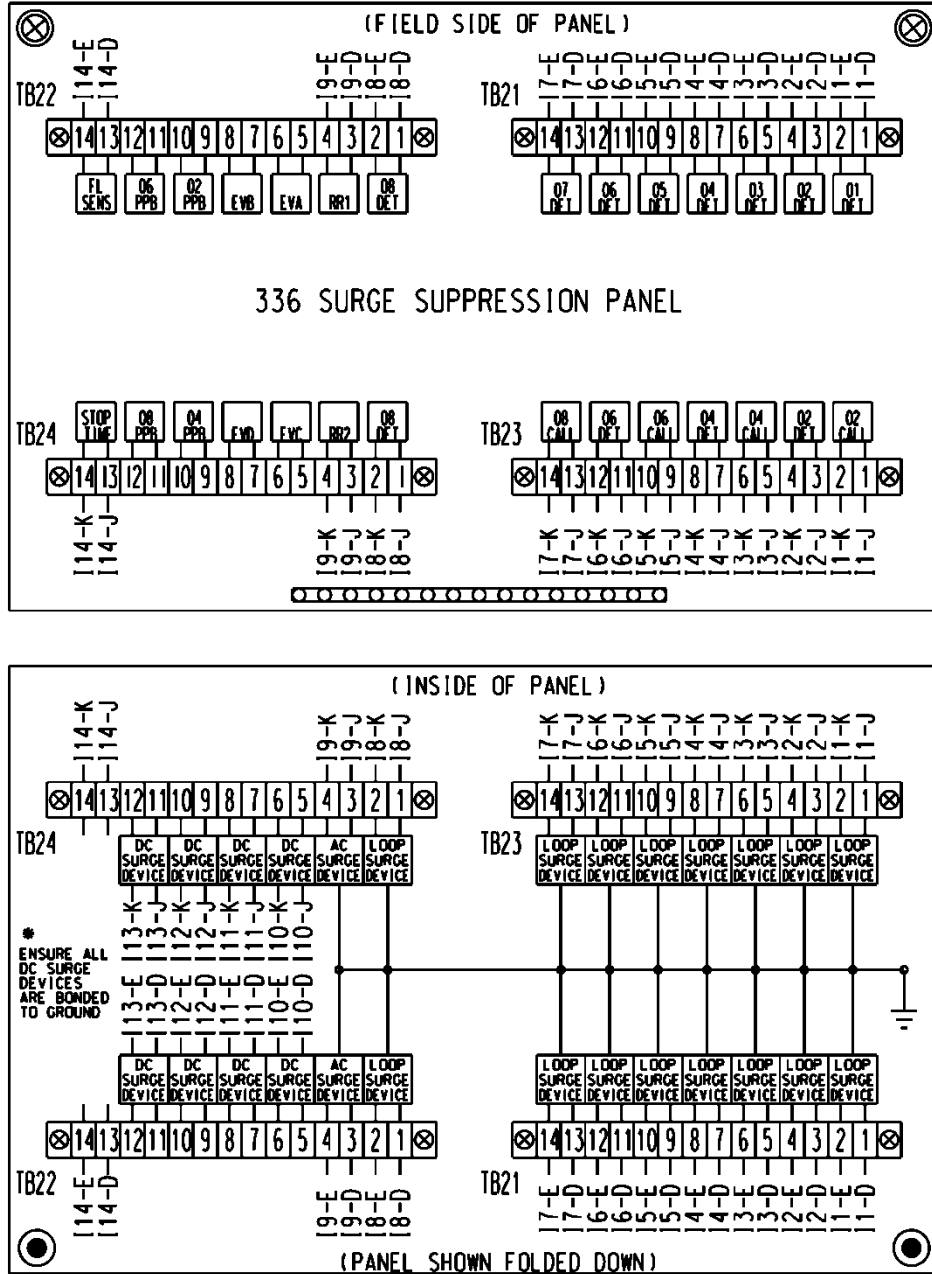 (FIELD SIDE OF PANEL)
TB22
I14-E I14-D I9-E I9-D I8-E I8-D
14 13 12 11 10 9 8 7 6 5 4 3 2 1
FL SENS
06 PPB
02 PPB
EVB
EVA
RR1
08 DET
TB21
I7-E I7-D I6-E I6-D I5-E I5-D I4-E I4-D I3-E I3-D I2-E I2-D I1-E I1-D
14 13 12 11 10 9 8 7 6 5 4 3 2 1
07 DET
06 DET
05 DET
04 DET
03 DET
02 DET
01 DET
336 SURGE SUPPRESSION PANEL
TB24
STOP TIME
08 PPB
04 PPB
EVD
EVC
RR2
08 DET
14 13 12 11 10 9 8 7 6 5 4 3 2 1
I14-K I14-J I9-K I9-J I8-K I8-J
TB23
08 CALL
06 DET
06 CALL
04 DET
04 CALL
02 DET
02 CALL
14 13 12 11 10 9 8 7 6 5 4 3 2 1
I7-K I7-J I6-K I6-J I5-K I5-J I4-K I4-J I3-K I3-J I2-K I2-J I1-K I1-J
(INSIDE OF PANEL)
I14-K I14-J I9-K I9-J I8-K I8-J
14 13 12 11 10 9 8 7 6 5 4 3 2 1
TB24
DC SURGE DEVICE
DC SURGE DEVICE
DC SURGE DEVICE
DC SURGE DEVICE
AC SURGE DEVICE
LOOP SURGE DEVICE
I13-K I13-J I12-K I12-J I11-K I11-J I10-K I10-J
I7-K I7-J I6-K I6-J I5-K I5-J I4-K I4-J I3-K I3-J I2-K I2-J I1-K I1-J
14 13 12 11 10 9 8 7 6 5 4 3 2 1
TB23
LOOP SURGE DEVICE
LOOP SURGE DEVICE
LOOP SURGE DEVICE
LOOP SURGE DEVICE
LOOP SURGE DEVICE
LOOP SURGE DEVICE
LOOP SURGE DEVICE
*
ENSURE ALL
DC SURGE
DEVICES
ARE BONDED
TO GROUND
I13-E I13-D I12-E I12-D I11-E I11-D I10-E I10-D
DC SURGE DEVICE
DC SURGE DEVICE
DC SURGE DEVICE
DC SURGE DEVICE
AC SURGE DEVICE
LOOP SURGE DEVICE
14 13 12 11 10 9 8 7 6 5 4 3 2 1
TB22
I14-E I14-D I9-E I9-D I8-E I8-D
LOOP SURGE DEVICE
LOOP SURGE DEVICE
LOOP SURGE DEVICE
LOOP SURGE DEVICE
LOOP SURGE DEVICE
LOOP SURGE DEVICE
LOOP SURGE DEVICE
14 13 12 11 10 9 8 7 6 5 4 3 2 1
TB21
I7-E I7-D I6-E I6-D I5-E I5-D I4-E I4-D I3-E I3-D I2-E I2-D I1-E I1-D
(PANEL SHOWN FOLDED DOWN)